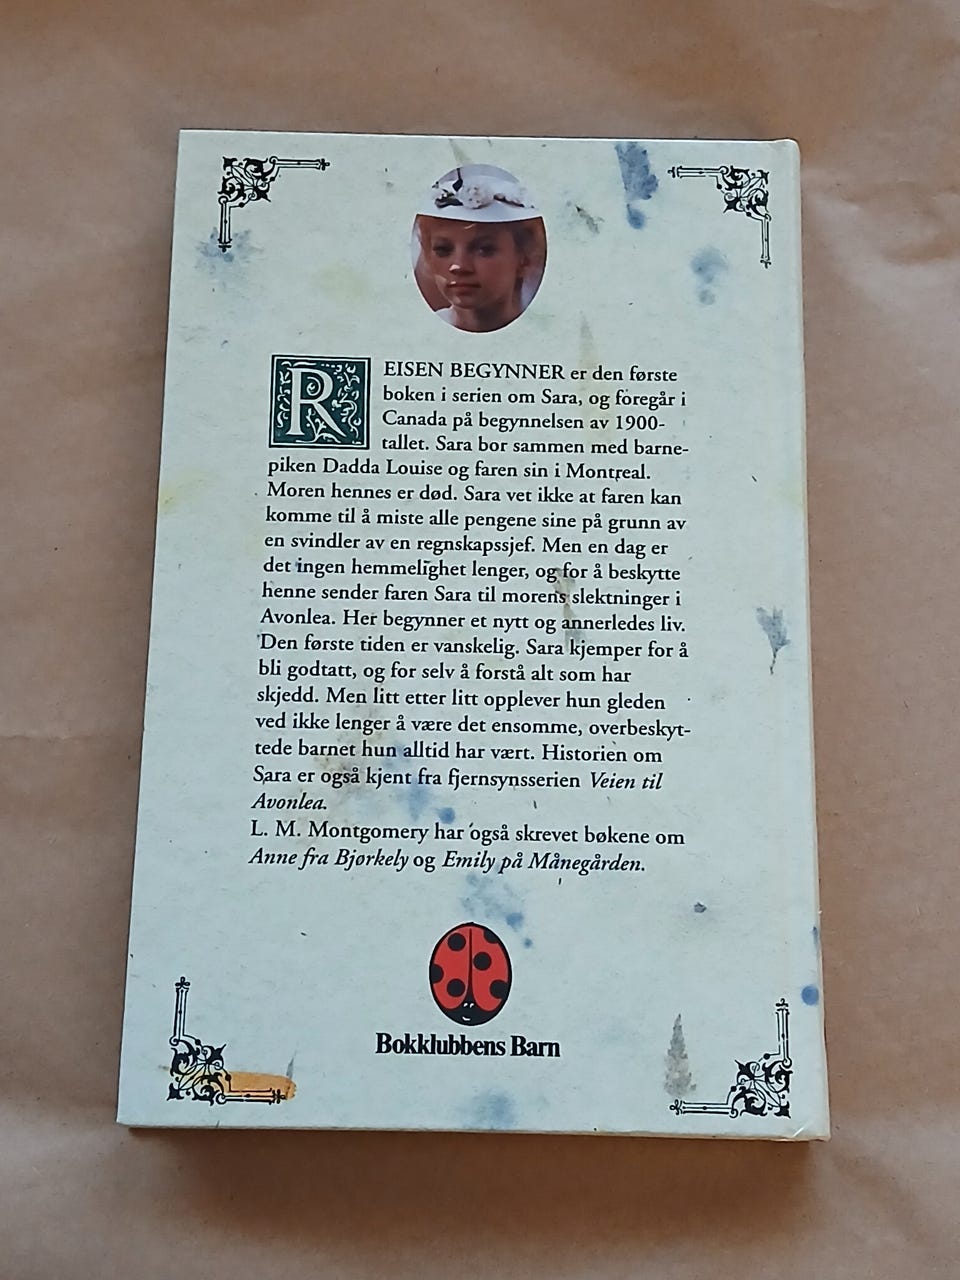 REISEN BEGYNNER er den første
boken i serien om Sara, og foregår i
Canada på begynnelsen av 1900-
tallet. Sara bor sammen med barne-
piken Dadda Louise og faren sin i Montreal.
Moren hennes er død. Sara vet ikke at faren kan
komme til å miste alle pengene sine på grunn av
en svindler av en regnskapssjef. Men en dag er
det ingen hemmelighet lenger, og for å beskytte
henne sender faren Sara til morens slektninger i
Avonlea. Her begynner et nytt og annerledes liv.
Den første tiden er vanskelig. Sara kjemper for å
bli godtatt, og for selv å forstå alt som har
skjedd. Men litt etter litt opplever hun gleden
ved ikke lenger å være det ensomme, overbeskyt-
tede barnet hun alltid har vært. Historien om
Sara er også kjent fra fjernsynsserien Veien til
Avonlea.
L. M. Montgomery har også skrevet bøkene om
Anne fra Bjørkely og Emily på Månegården.
Bokklubbens Barn